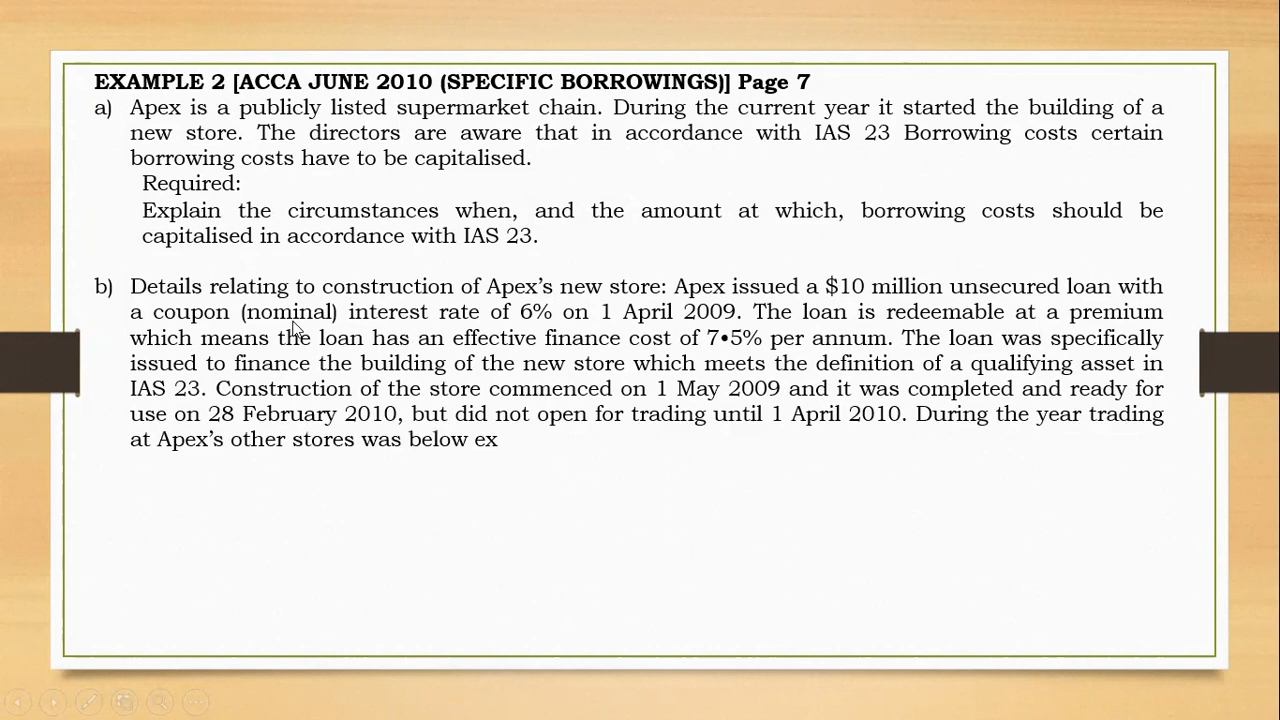 EXAMPLE 2 [ACCA JUNE 2010 (SPECIFIC BORROWINGS)] Page 7
a) Apex is a publicly listed supermarket chain. During the current year it started the building of a
new store. The directors are aware that in accordance with IAS 23 Borrowing costs certain
borrowing costs have to be capitalised.
Required:
Explain the circumstances when, and the amount at which, borrowing costs should be
capitalised in accordance with IAS 23.
b) Details relating to construction of Apex’s new store: Apex issued a $10 million unsecured loan with
a coupon (nominal) interest rate of 6% on 1 April 2009. The loan is redeemable at a premium
which means the loan has an effective finance cost of 7•5% per annum. The loan was specifically
issued to finance the building of the new store which meets the definition of a qualifying asset in
IAS 23. Construction of the store commenced on 1 May 2009 and it was completed and ready for
use on 28 February 2010, but did not open for trading until 1 April 2010. During the year trading
at Apex’s other stores was below ex